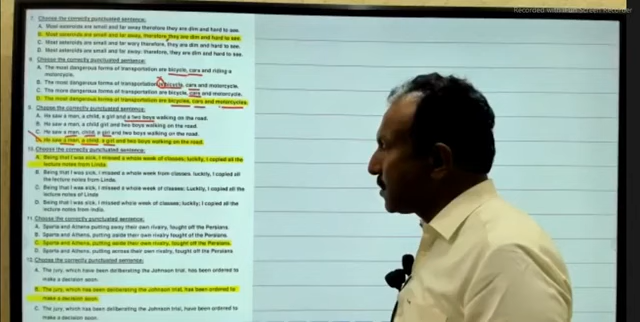 Recorded with
7. Choose the correctly punctuated sentence:
A. Most asteroids are small and far away therefore they are dim and hard to see.
B. Most asteroids are small and far away, therefore they are dim and hard to see.
C. Most asteroids are small and far away therefore, they are dim and hard to see.
D. Most asteroids are small and far away: therefore, they are dim and hard to see.
8. Choose the correctly punctuated sentence:
A. The most dangerous forms of transportation are bicycle, cars and riding a
motorcycle.
B. The most dangerous forms of transportation bicycle, cars and motorcycle.
C. The more dangerous forms of transportation are bicycle, cars and motorcycle.
D. The most dangerous forms of transportation are bicycles, cars and motorcycles.
9. Choose the correctly punctuated sentence:
A. He saw a man, a child, a girl and a two boys walking on the road.
B. He saw a man, a child girl and two boys walking on the road.
C. He saw a man, child, a girl and two boys walking on the road.
D. He saw a man, a child, a girl and two boys walking on the road.
10. Choose the correctly punctuated sentence:
A. Being that I was sick, I missed a whole week of classes; luckily, I copied all the
lecture notes from Linda.
B. Being that I was sick, I missed a whole week from classes. luckily, I copied all
the lecture notes from Linda.
C. Being that I was sick, I missed a whole week of classes: Luckily, I copied all the
lecture notes of Linda
D. Being that I was sick, I missed whole week of classes; luckily; I copied all the
lecture notes from India.
11. Choose the correctly punctuated sentence:
A. Sparta and Athens putting away their own rivalry, fought off the Persians.
B. Sparta and Athens, putting aside their own rivalry fought of the Persians.
C. Sparta and Athens, putting aside their own rivalry, fought off the Persians.
D. Sparta and Athens, putting across their own rivalry, fought off the Persians.
12. Choose the correctly punctuated sentence:
A. The jury, which have been deliberating the Johnson trial, has been ordered to
make a decision soon.
B. The jury, which has been deliberating the Johnson trial, has been ordered to
make a decision soon.
C. The jury, which has been deliberating the Johnson trial, have been ordered to
make a decision soon.